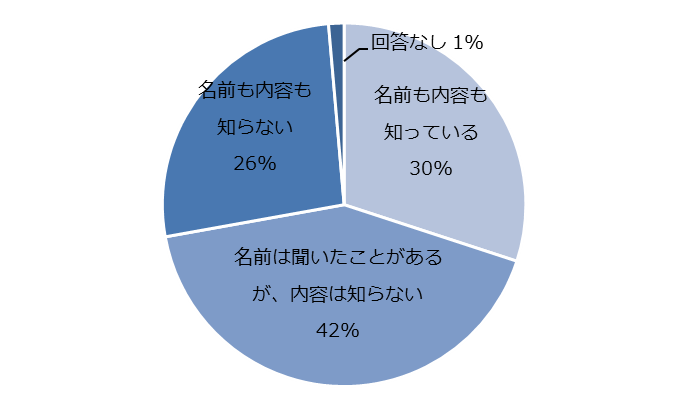 回答なし 1%
名前も内容も
知っている
30%
名前は聞いたことがある
が、内容は知らない
42%
名前も内容も
知らない
26%